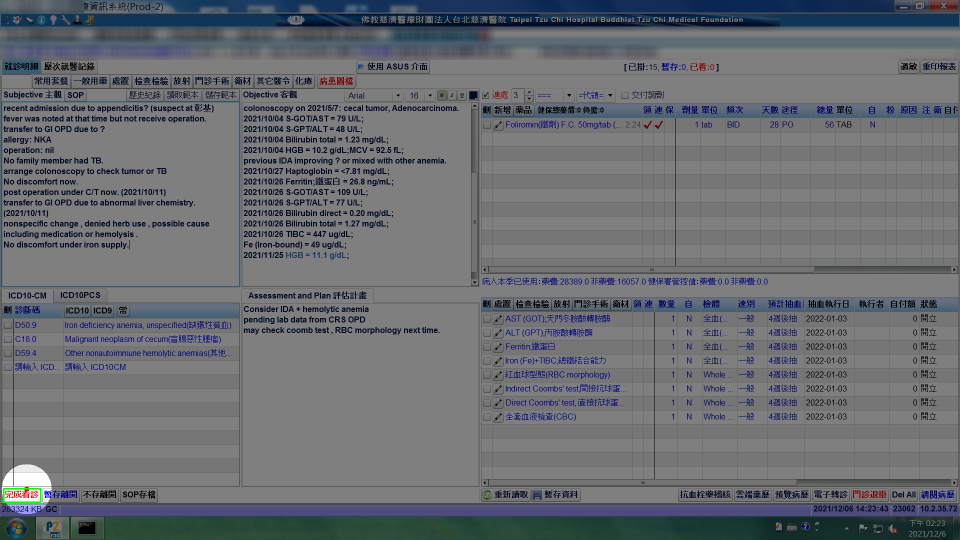 療資訊系統(Prod-2)
佛教慈濟醫療財團法人台北慈濟醫院 Taipei Tzu Chi Hospital Buddhist Tzu Chi Medical Foundation
就診明細 歷次就醫記錄
使用 ASUS 介面
[已掛:15,暫存:0,已看:0]
過敏 重印報表
常用套餐 一般用藥 處置 檢查檢驗 放射 門診手術 衛材 其它醫令 化療 病患圖檔
Subjective 主觀 SOP 歷史紀錄 讀取範本 儲存範本
recent admission due to appendicitis? (suspect at 彰基)
fever was noted at that time but not receive operation.
transfer to GI OPD due to ?
allergy: NKA
operation: nil
No family member had TB.
arrange colonoscopy to check tumor or TB
No discomfort now.
post operation under C/T now. (2021/10/11)
transfer to GI OPD due to abnormal liver chemistry.
(2021/10/11)
nonspecific change , denied herb use , possible cause
including medication or hemolysis .
No discomfort under iron supply.
Objective 客觀 Arial 16 B I U
colonoscopy on 2021/5/7: cecal tumor, Adenocarcinoma.
2021/10/04 S-GOT/AST = 79 U/L;
2021/10/04 S-GPT/ALT = 48 U/L;
2021/10/04 Bilirubin total = 1.23 mg/dL;
2021/10/04 HGB = 10.2 g/dL;MCV = 92.5 fL;
previous IDA improving ? or mixed with other anemia.
2021/10/27 Haptoglobin = <7.81 mg/dL;
2021/10/26 Ferritin;鐵蛋白 = 26.8 ng/mL;
2021/10/26 S-GOT/AST = 109 U/L;
2021/10/26 S-GPT/ALT = 77 U/L;
2021/10/26 Bilirubin direct = 0.20 mg/dL;
2021/10/26 Bilirubin total = 1.27 mg/dL;
2021/10/26 TIBC = 447 ug/dL;
Fe (Iron-bound) = 49 ug/dL;
2021/11/25 HGB = 11.1 g/dL;
連處 3 === =代碼= 交付調劑
刪 新增 藥品 健保總藥價:0 負擔:0 領 連 保 劑量 單位 頻次 天數 途徑 總量 單位 自 粉 原因 注 衛 自付
Foliromin(鐵劑) F.C. 50mg/tab (... 2.24 1 tab BID 28 PO 56 TAB N
病人本季已使用:藥費:28389.0 非藥費:16057.0 健保署管控值:藥費:0.0 非藥費:0.0
ICD10-CM ICD10PCS
刪 診斷碼 ICD10 ICD9 常
D50.9 Iron deficiency anemia, unspecified(缺鐵性貧血)
C18.0 Malignant neoplasm of cecum(盲腸惡性腫瘤)
D59.4 Other nonautoimmune hemolytic anemias(其他...
請輸入 ICD... 請輸入 ICD10CM
Assessment and Plan 評估計畫
Consider IDA + hemolytic anemia
pending lab data from CRS OPD
may check coomb test , RBC morphology next time.
刪 處置 檢查檢驗 放射 門診手術 衛材 領 連 數量 自 檢體 速別 預計抽血 抽血執行日 執行者 自付額 狀態
AST (GOT);天門冬胺酸轉胺酶 1 N 全血(... 一般 4週後抽 2022-01-03 0 開立
ALT (GPT);丙胺酸轉胺酶 1 N 全血(... 一般 4週後抽 2022-01-03 0 開立
Ferritin;鐵蛋白 1 N 全血(... 一般 4週後抽 2022-01-03 0 開立
Iron (Fe)+TIBC;總鐵結合能力 1 N 全血(... 一般 4週後抽 2022-01-03 0 開立
紅血球型態(RBC morphology) 1 N Whole ... 一般 4週後抽 2022-01-03 0 開立
Indirect Coombs' test,間接抗球蛋... 1 N Whole ... 一般 4週後抽 2022-01-03 0 開立
Direct Coombs' test,直接抗球蛋... 1 N Whole ... 一般 4週後抽 2022-01-03 0 開立
全套血液檢查(CBC) 1 N Whole ... 一般 4週後抽 2022-01-03 0 開立
完成看診 暫存離開 不存離開 SOP存檔
重新讀取 暫存資料
抗血栓藥稽核 雲端藥歷 預覽病歷 電子轉診 門診退掛 Del All 調閱病歷
263324 KB GC
2021/12/06 14:23:43 23062 10.2.35.72
下午 02:23
2021/12/6